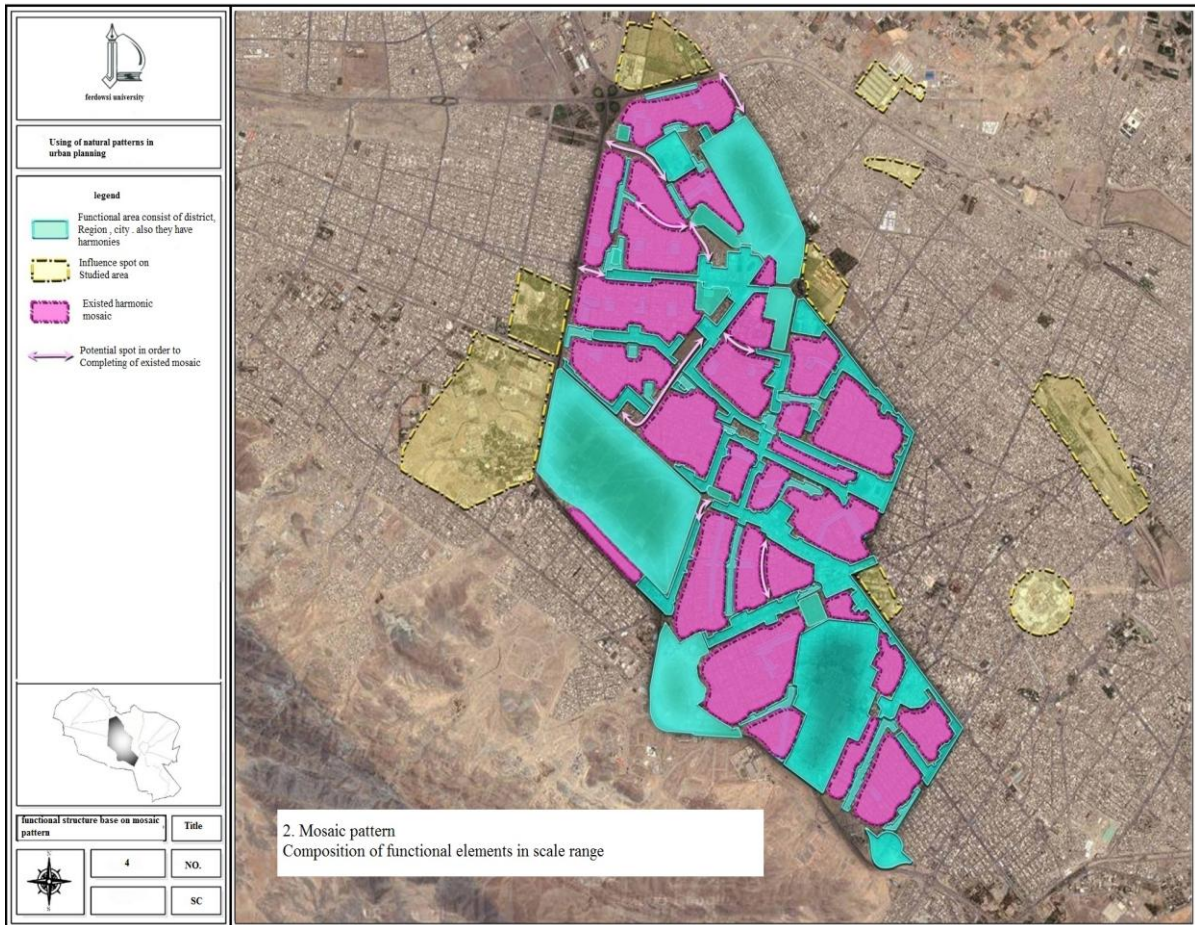 ferdowsi university
Using of natural patterns in
urban planning
legend
Functional area consist of district,
Region , city . also they have
harmonies
Influence spot on
Studied area
Existed harmonic
mosaic
Potential spot in order to
Completing of existed mosaic
functional structure base on mosaic
pattern
Title
N
S
4
NO.
SC
2. Mosaic pattern
Composition of functional elements in scale range